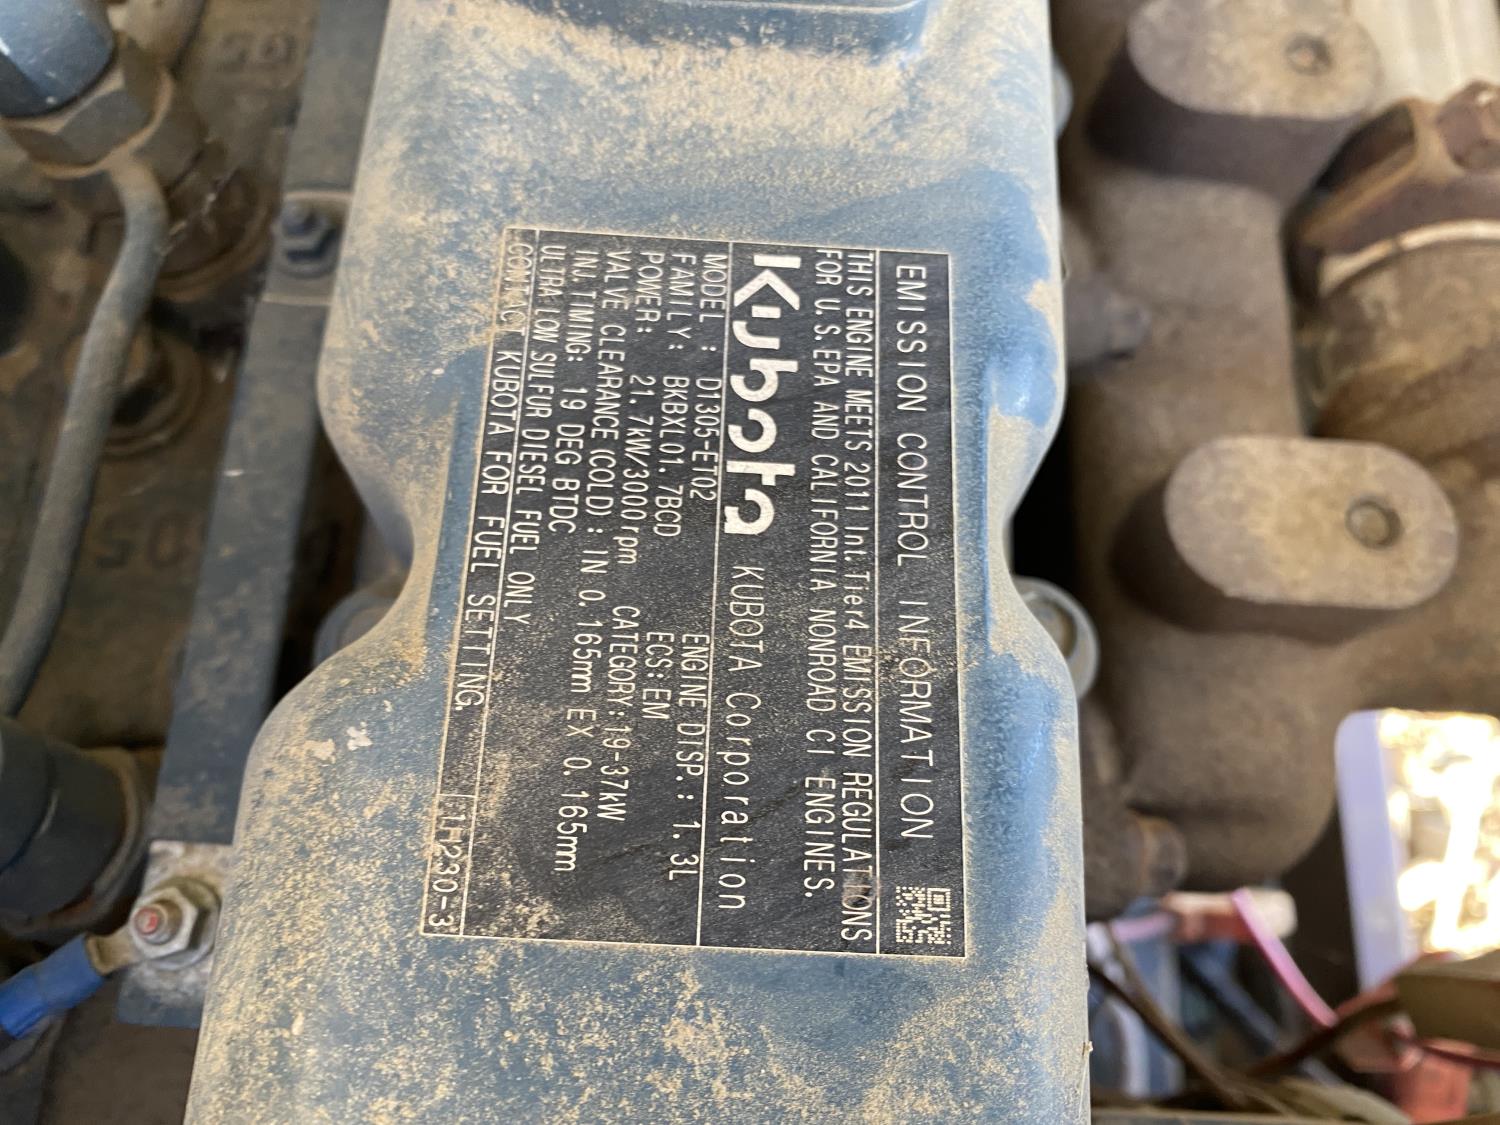 EMISSION CONTROL INFORMATION
THIS ENGINE MEETS 2011 Int. Tier4 EMISSION REGULATIONS
FOR U.S.EPA AND CALIFORNIA NONROAD CI ENGINES.
Kubota KUBOTA Corporation
MODEL : D1305-ET02 ENGINE DISP.: 1.3L
FAMILY: BKBXL01.7BCD ECS:EM
POWER: 21.7kW/3000rpm CATEGORY:19-37kW
VALVE CLEARANCE(COLD): IN 0.165mm EX 0.165mm
INJ.TIMING: 19 DEG BTDC
ULTRA LOW SULFUR DIESEL FUEL ONLY
CONTACT KUBOTA FOR FUEL SETTING.